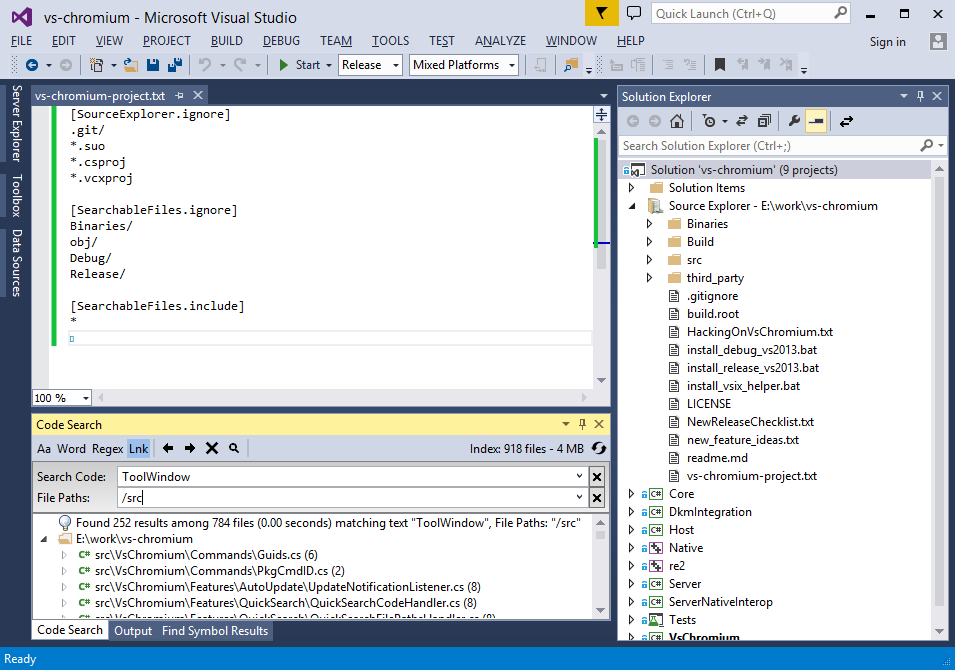 vs-chromium - Microsoft Visual Studio
Quick Launch (Ctrl+Q)
FILE EDIT VIEW PROJECT BUILD DEBUG TEAM TOOLS TEST ANALYZE WINDOW HELP
Sign in
Start Release Mixed Platforms
Server Explorer
Toolbox
Data Sources
vs-chromium-project.txt
[SourceExplorer.ignore]
.git/
*.suo
*.csproj
*.vcxproj
[SearchableFiles.ignore]
Binaries/
obj/
Debug/
Release/
[SearchableFiles.include]
*
100 %
Code Search
Aa Word Regex Lnk
Index: 918 files - 4 MB
Search Code: ToolWindow
File Paths: /src
Found 252 results among 784 files (0.00 seconds) matching text "ToolWindow", File Paths: "/src"
E:\work\vs-chromium
C# src\VsChromium\Commands\Guids.cs (6)
C# src\VsChromium\Commands\PkgCmdID.cs (2)
C# src\VsChromium\Features\AutoUpdate\UpdateNotificationListener.cs (8)
C# src\VsChromium\Features\QuickSearch\QuickSearchCodeHandler.cs (8)
C# src\VsChromium\Features\QuickSearch\QuickSearchFilePathsHandler.cs (8)
Code Search Output Find Symbol Results
Solution Explorer
Search Solution Explorer (Ctrl+;)
Solution 'vs-chromium' (9 projects)
Solution Items
Source Explorer - E:\work\vs-chromium
Binaries
Build
src
third_party
.gitignore
build.root
HackingOnVsChromium.txt
install_debug_vs2013.bat
install_release_vs2013.bat
install_vsix_helper.bat
LICENSE
NewReleaseChecklist.txt
new_feature_ideas.txt
readme.md
vs-chromium-project.txt
C# Core
C# DkmIntegration
C# Host
Native
re2
C# Server
C# ServerNativeInterop
Tests
C# VsChromium
Ready